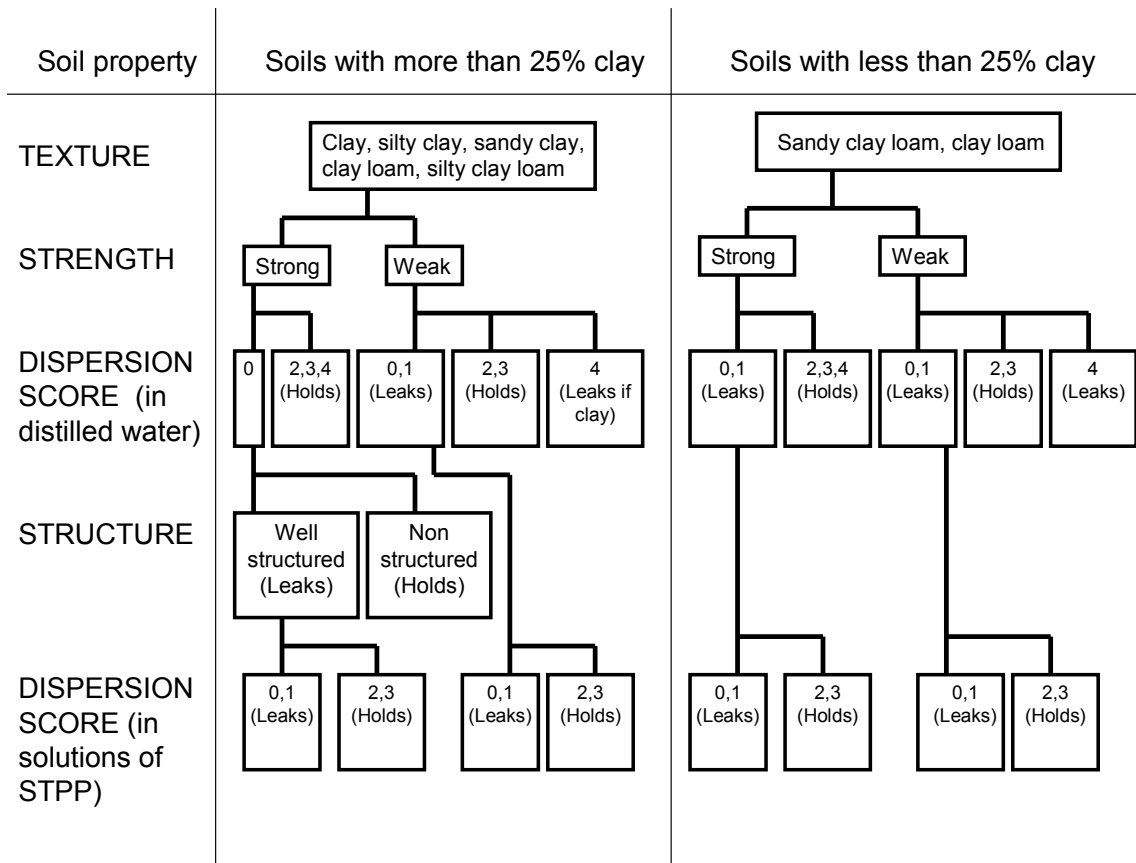 Soil property
Soils with more than 25% clay
Soils with less than 25% clay
TEXTURE
Clay, silty clay, sandy clay,
clay loam, silty clay loam
Sandy clay loam, clay loam
STRENGTH
Strong
Weak
Strong
Weak
DISPERSION
SCORE (in
distilled water)
0
2,3,4
(Holds)
0,1
(Leaks)
2,3
(Holds)
4
(Leaks if
clay)
0,1
(Leaks)
2,3,4
(Holds)
0,1
(Leaks)
2,3
(Holds)
4
(Leaks)
STRUCTURE
Well
structured
(Leaks)
Non
structured
(Holds)
DISPERSION
SCORE (in
solutions of
STPP)
0,1
(Leaks)
2,3
(Holds)
0,1
(Leaks)
2,3
(Holds)
0,1
(Leaks)
2,3
(Holds)
0,1
(Leaks)
2,3
(Holds)